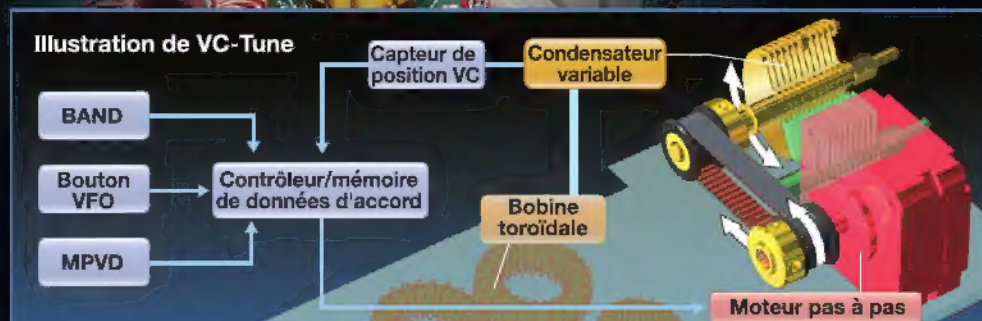 Illustration de VC-Tune
Capteur de
position VC
Condensateur
variable
BAND
Bouton
VFO
Contrôleur/mémoire
de données d'accord
Bobine
toroïdale
MPVD
Moteur pas à pas